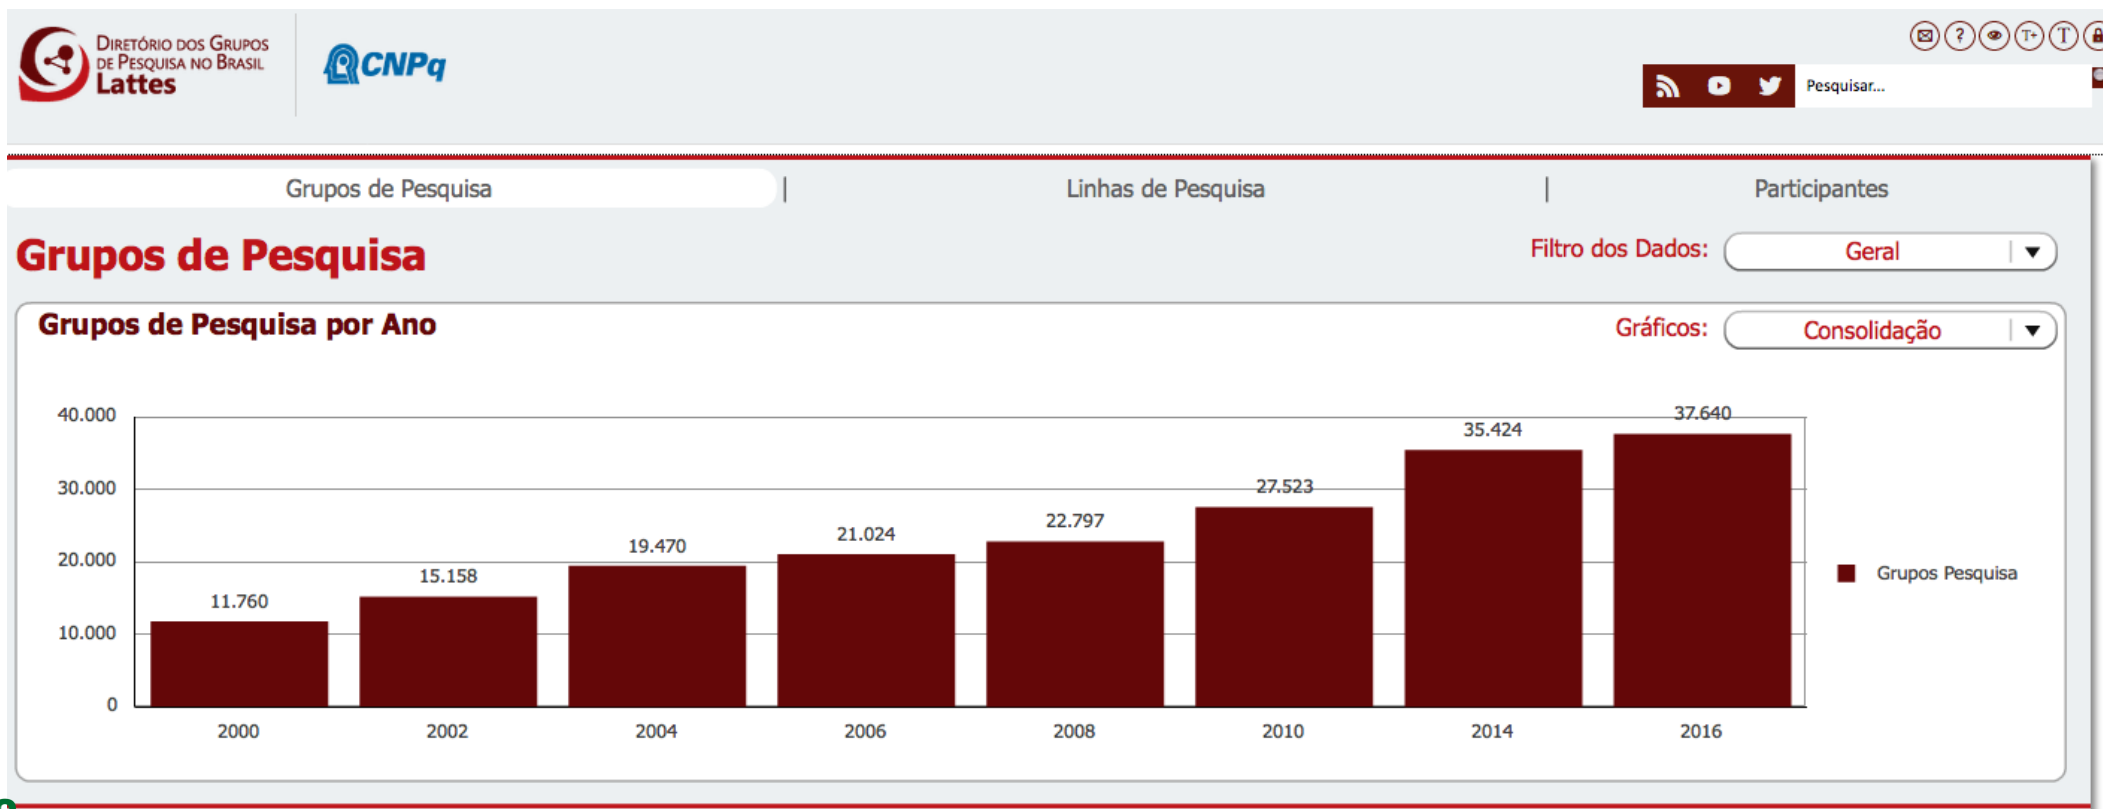 DIRETÓRIO DOS GRUPOS
DE PESQUISA NO BRASIL
Lattes
CNPq
? T+ T
Pesquisar...
Grupos de Pesquisa | Linhas de Pesquisa | Participantes
Grupos de Pesquisa
Filtro dos Dados: Geral
Grupos de Pesquisa por Ano
Gráficos: Consolidação
40.000
30.000
20.000
10.000
0
11.760
15.158
19.470
21.024
22.797
27.523
35.424
37.640
2000 2002 2004 2006 2008 2010 2014 2016
Grupos Pesquisa